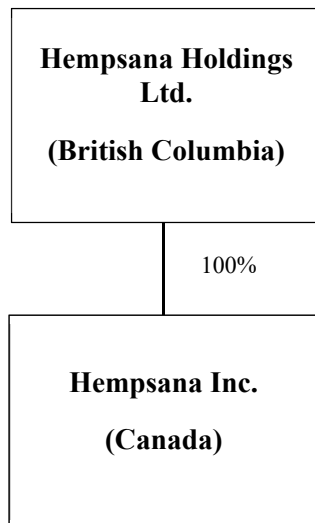 Hempsana Holdings
Ltd.
(British Columbia)
100%
Hempsana Inc.
(Canada)